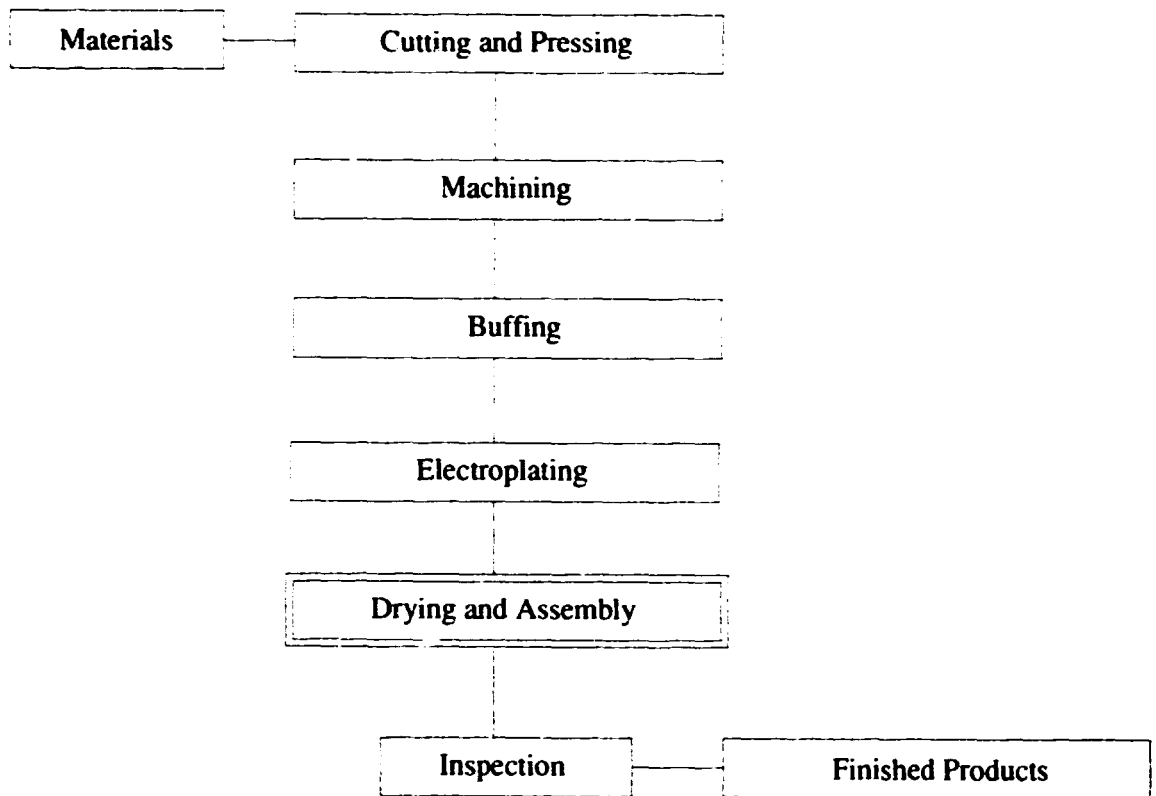 Materials
Cutting and Pressing
Machining
Buffing
Electroplating
Drying and Assembly
Inspection
Finished Products